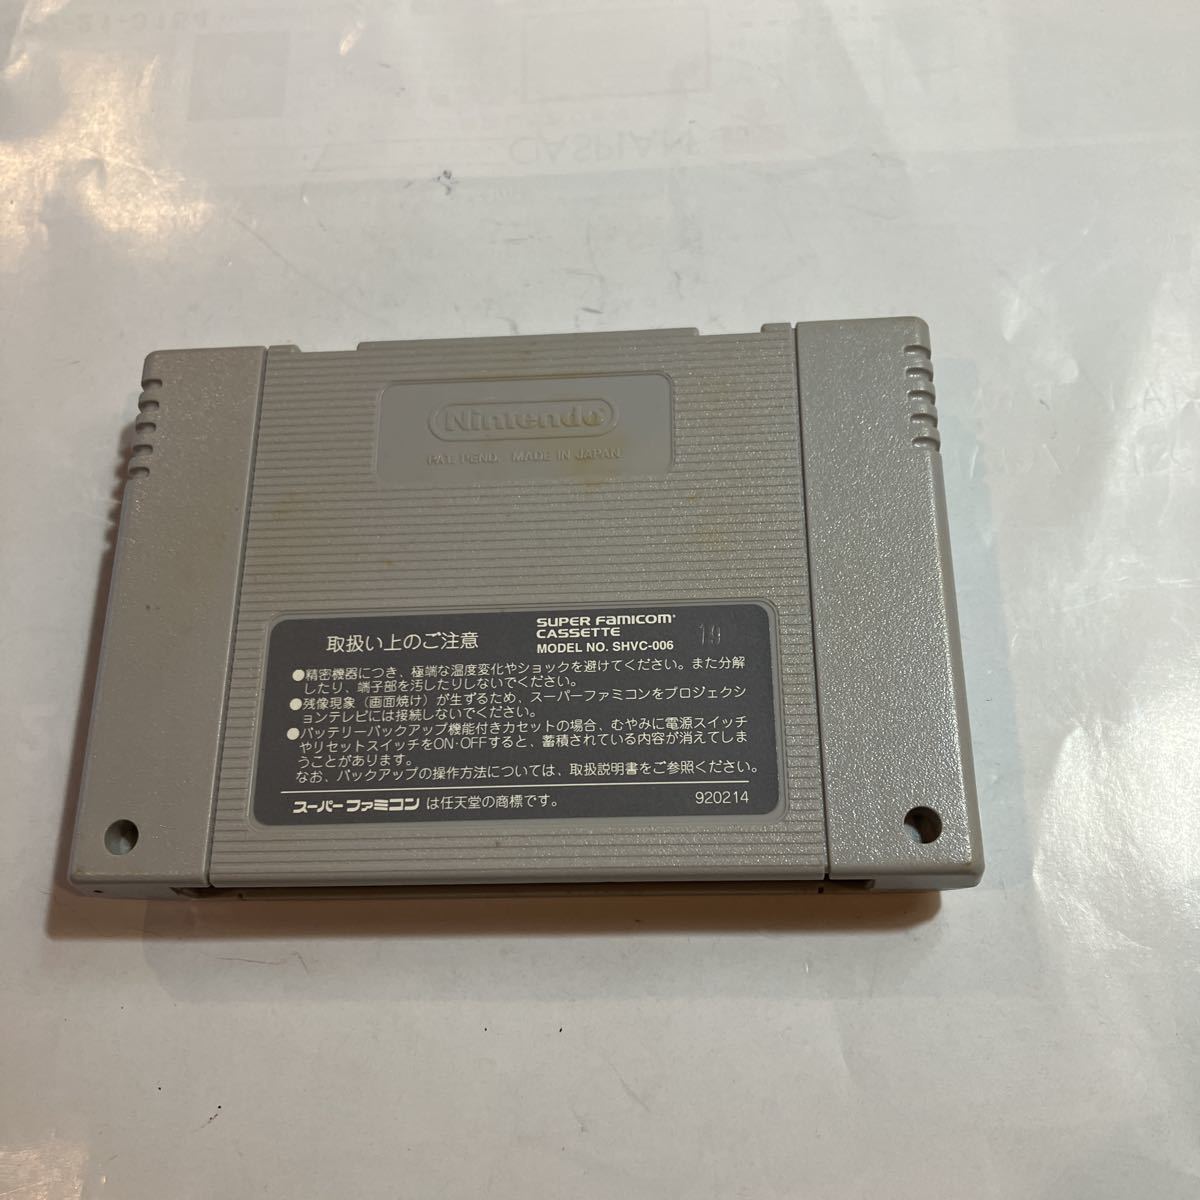 Nintendo
PAT. PEND. MADE IN JAPAN
取扱い上のご注意
SUPER FAMICOM
CASSETTE
MODEL NO. SHVC-006
19
●精密機器につき、極端な温度変化やショックを避けてください。また分解
したり、端子部を汚したりしないでください。
●残像現象（画面焼け）が生ずるため、スーパーファミコンをプロジェクシ
ョンテレビには接続しないでください。
●バッテリーバックアップ機能付きカセットの場合、むやみに電源スイッチ
やリセットスイッチをON・OFFすると、蓄積されている内容が消えてしま
うことがあります。
なお、バックアップの操作方法については、取扱説明書をご参照ください。
スーパーファミコンは任天堂の商標です。
920214
CASPIAN